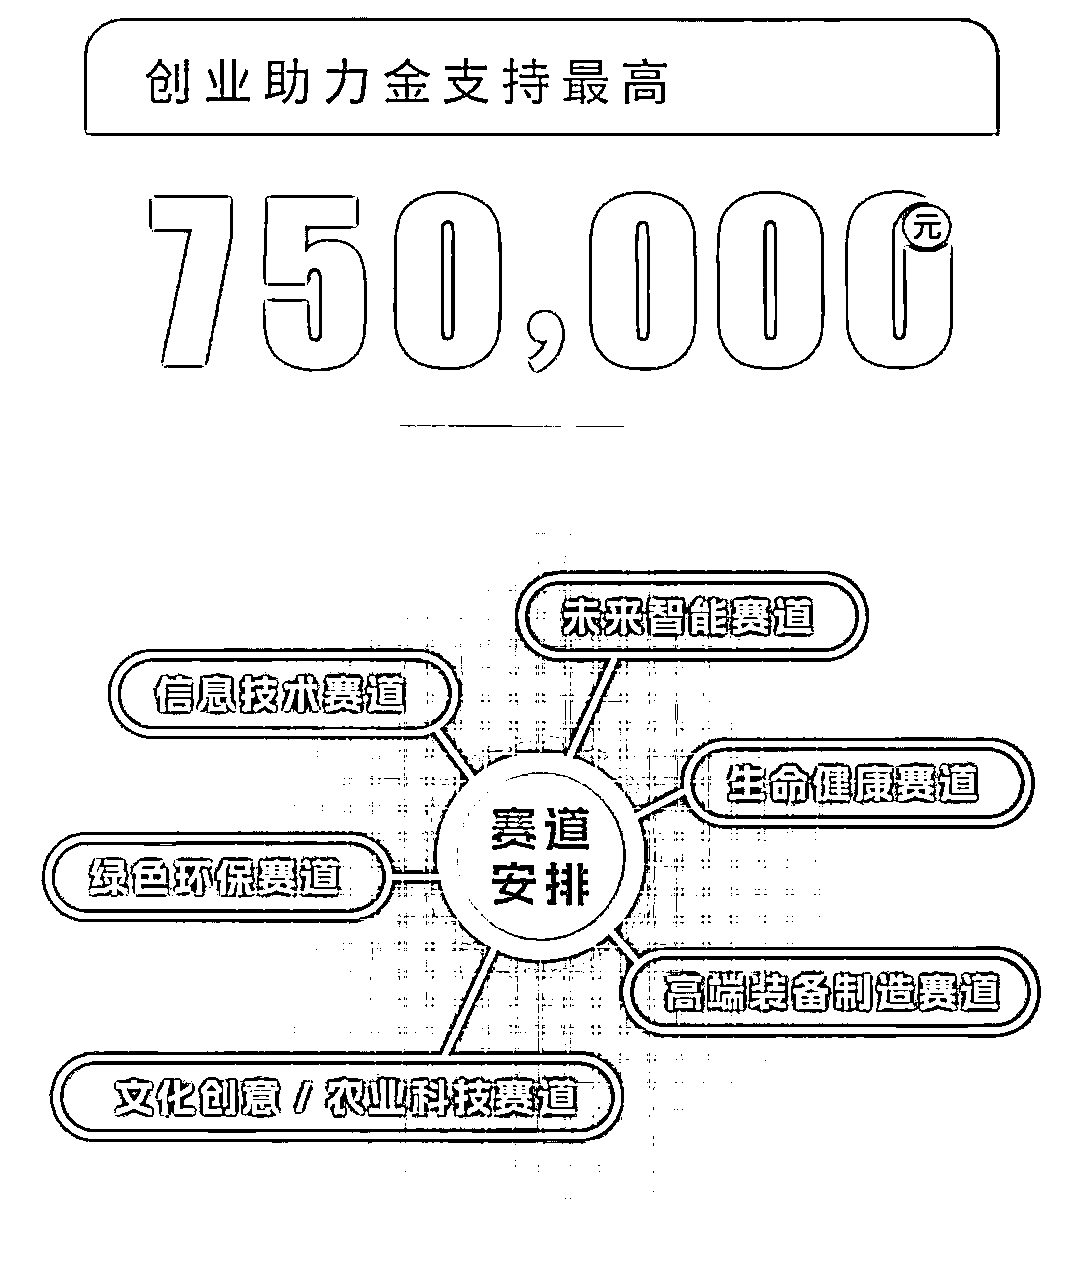 创业助力金支持最高
750,000元
未来智能赛道
信息技术赛道
生命健康赛道
赛道
安排
绿色环保赛道
高端装备制造赛道
文化创意 / 农业科技赛道